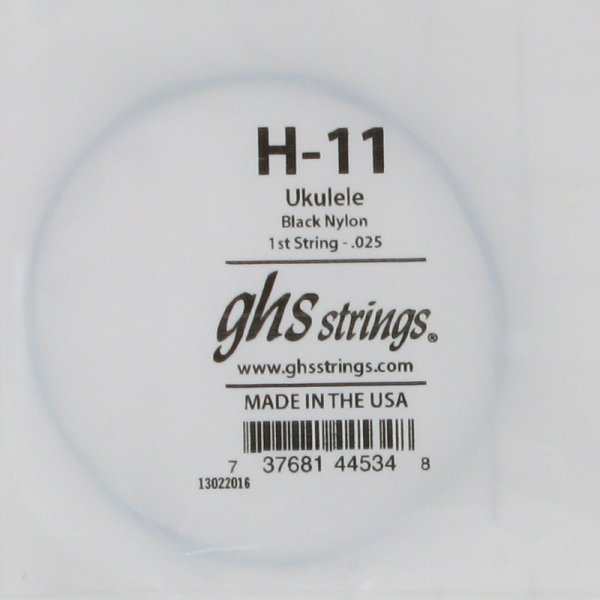 H-11
Ukulele
Black Nylon
1st String - .025
ghs strings®
www.ghsstrings.com
MADE IN THE USA
7 37681 44534 8
13022016